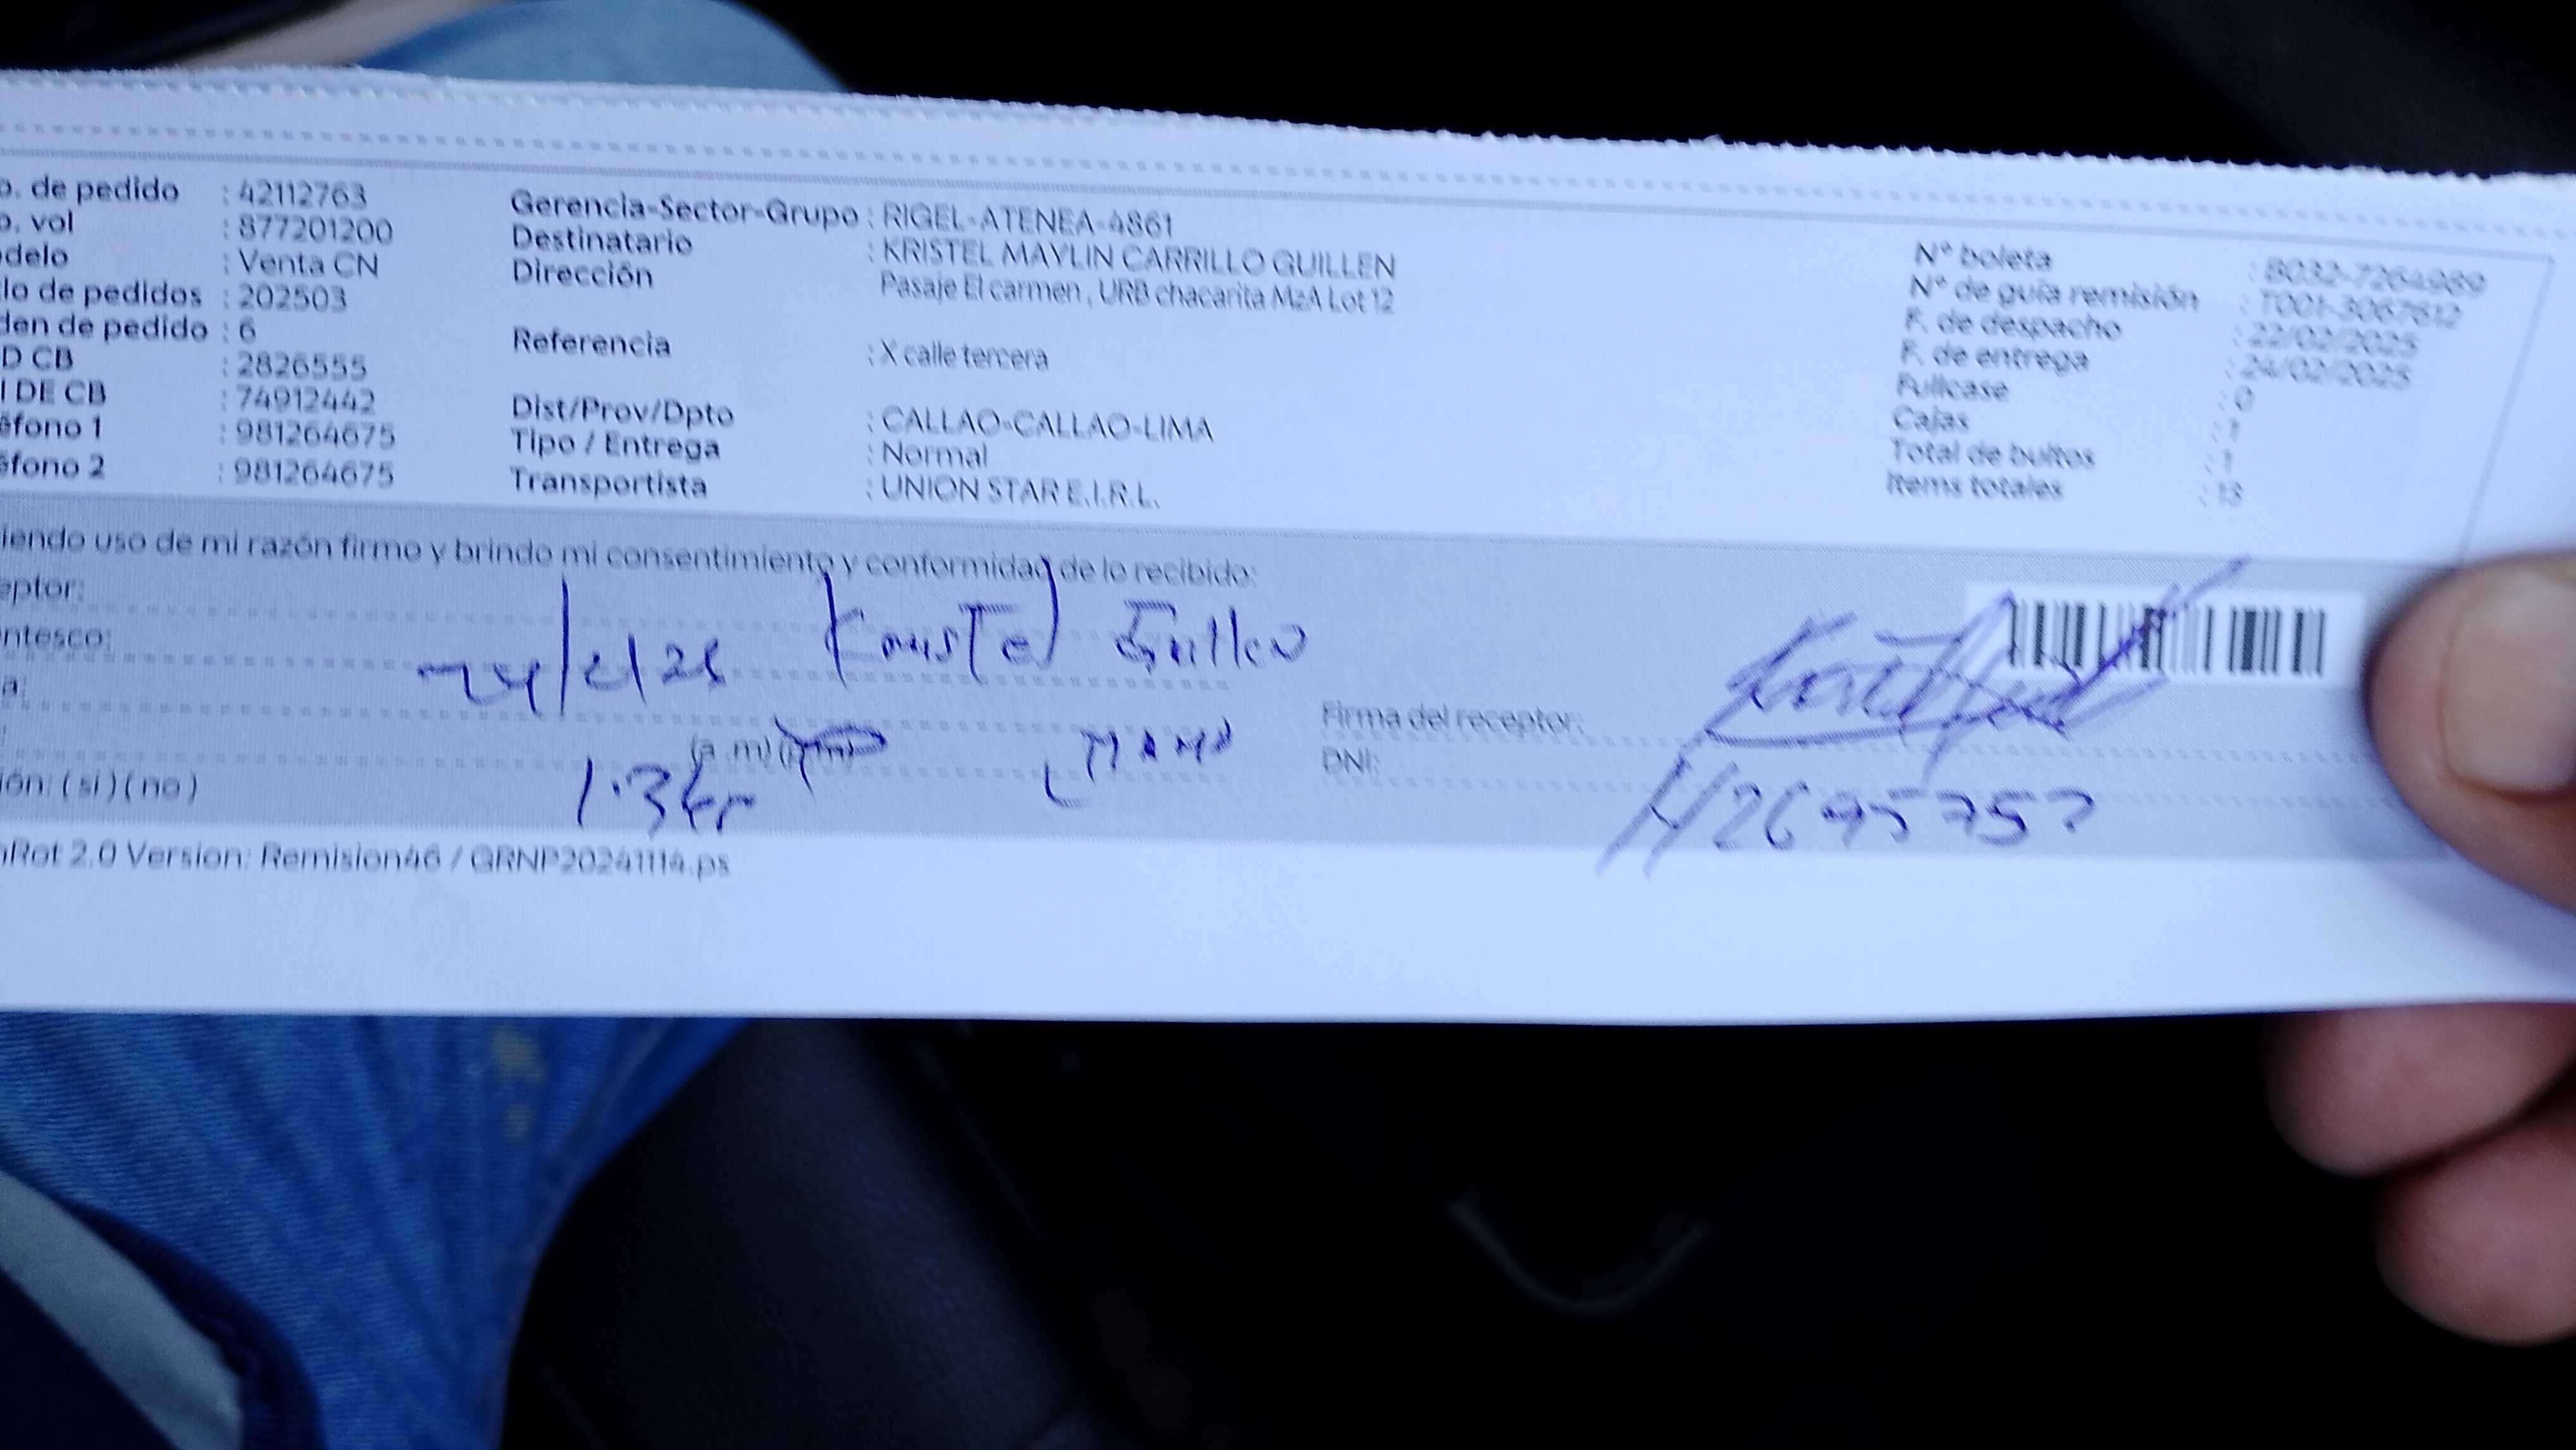 o. de pedido : 42112763
o. vol : 877201200
delo : Venta CN
lo de pedidos : 202503
den de pedido : 6
D CB : 2826555
I DE CB : 74912442
éfono 1 : 981264675
éfono 2 : 981264675
Gerencia-Sector-Grupo : RIGEL-ATENEA-4861
Destinatario : KRISTEL MAYLIN CARRILLO GUILLEN
Dirección Pasaje El carmen , URB chacarita MzA Lot 12
Referencia : X calle tercera
Dist/Prov/Dpto : CALLAO-CALLAO-LIMA
Tipo / Entrega : Normal
Transportista : UNION STAR E.I.R.L.
N° boleta : B032-7264989
N° de guía remisión : T001-3067612
F. de despacho : 22/02/2025
F. de entrega : 24/02/2025
Fullcase : 0
Cajas : 1
Total de bultos : 1
Items totales : 13
iendo uso de mi razón firmo y brindo mi consentimiento y conformidad de lo recibido:
eptor:
ntesco:
a:
(a .m) (p.m)
ión: ( si ) ( no )
Firma del receptor:
DNI:
Rot 2.0 Version: Remision46 / GRNP20241114.ps